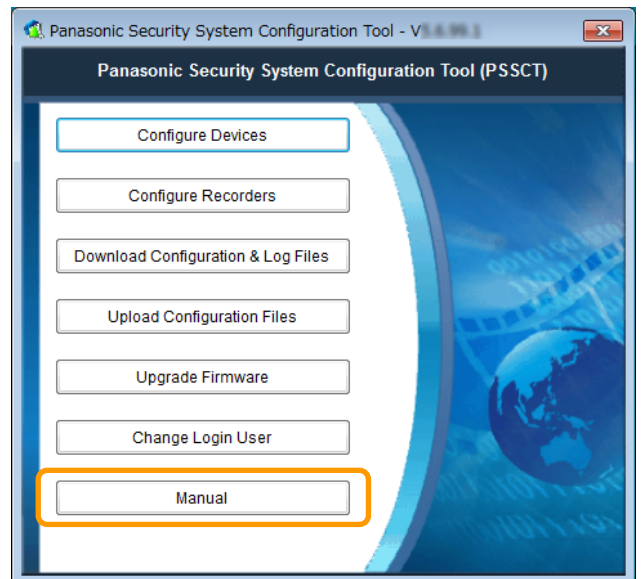 Panasonic Security System Configuration Tool - V
Panasonic Security System Configuration Tool (PSSCT)
Configure Devices
Configure Recorders
Download Configuration & Log Files
Upload Configuration Files
Upgrade Firmware
Change Login User
Manual